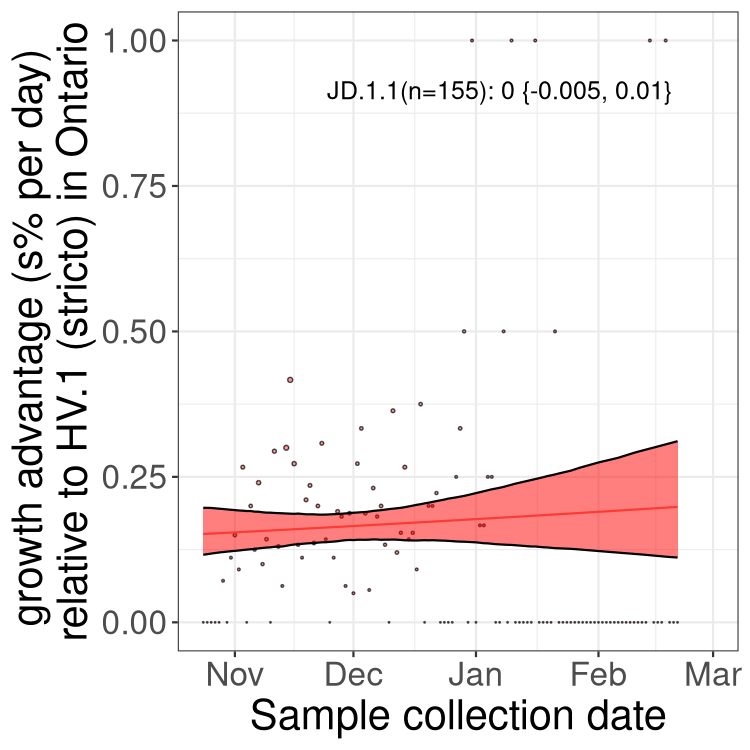 growth advantage (s% per day)
relative to HV.1 (stricto) in Ontario
1.00
0.75
0.50
0.25
0.00
JD.1.1(n=155): 0 {-0.005, 0.01}
Nov Dec Jan Feb Mar
Sample collection date